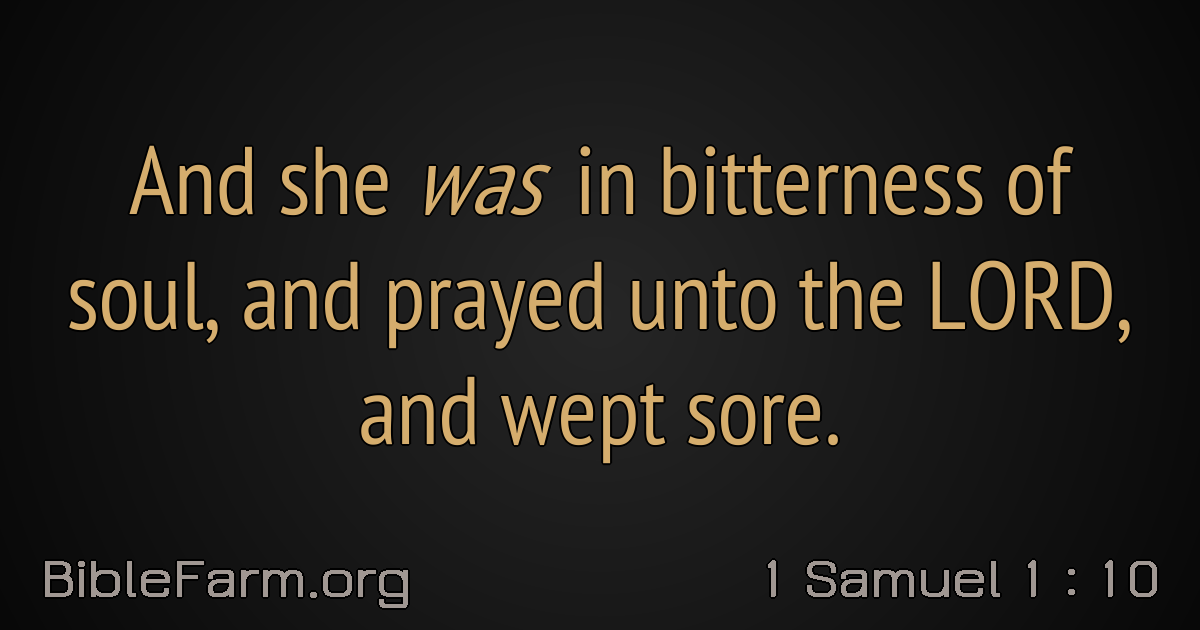 And she was in bitterness of
soul, and prayed unto the LORD,
and wept sore.
BibleFarm.org
1 Samuel 1 : 10